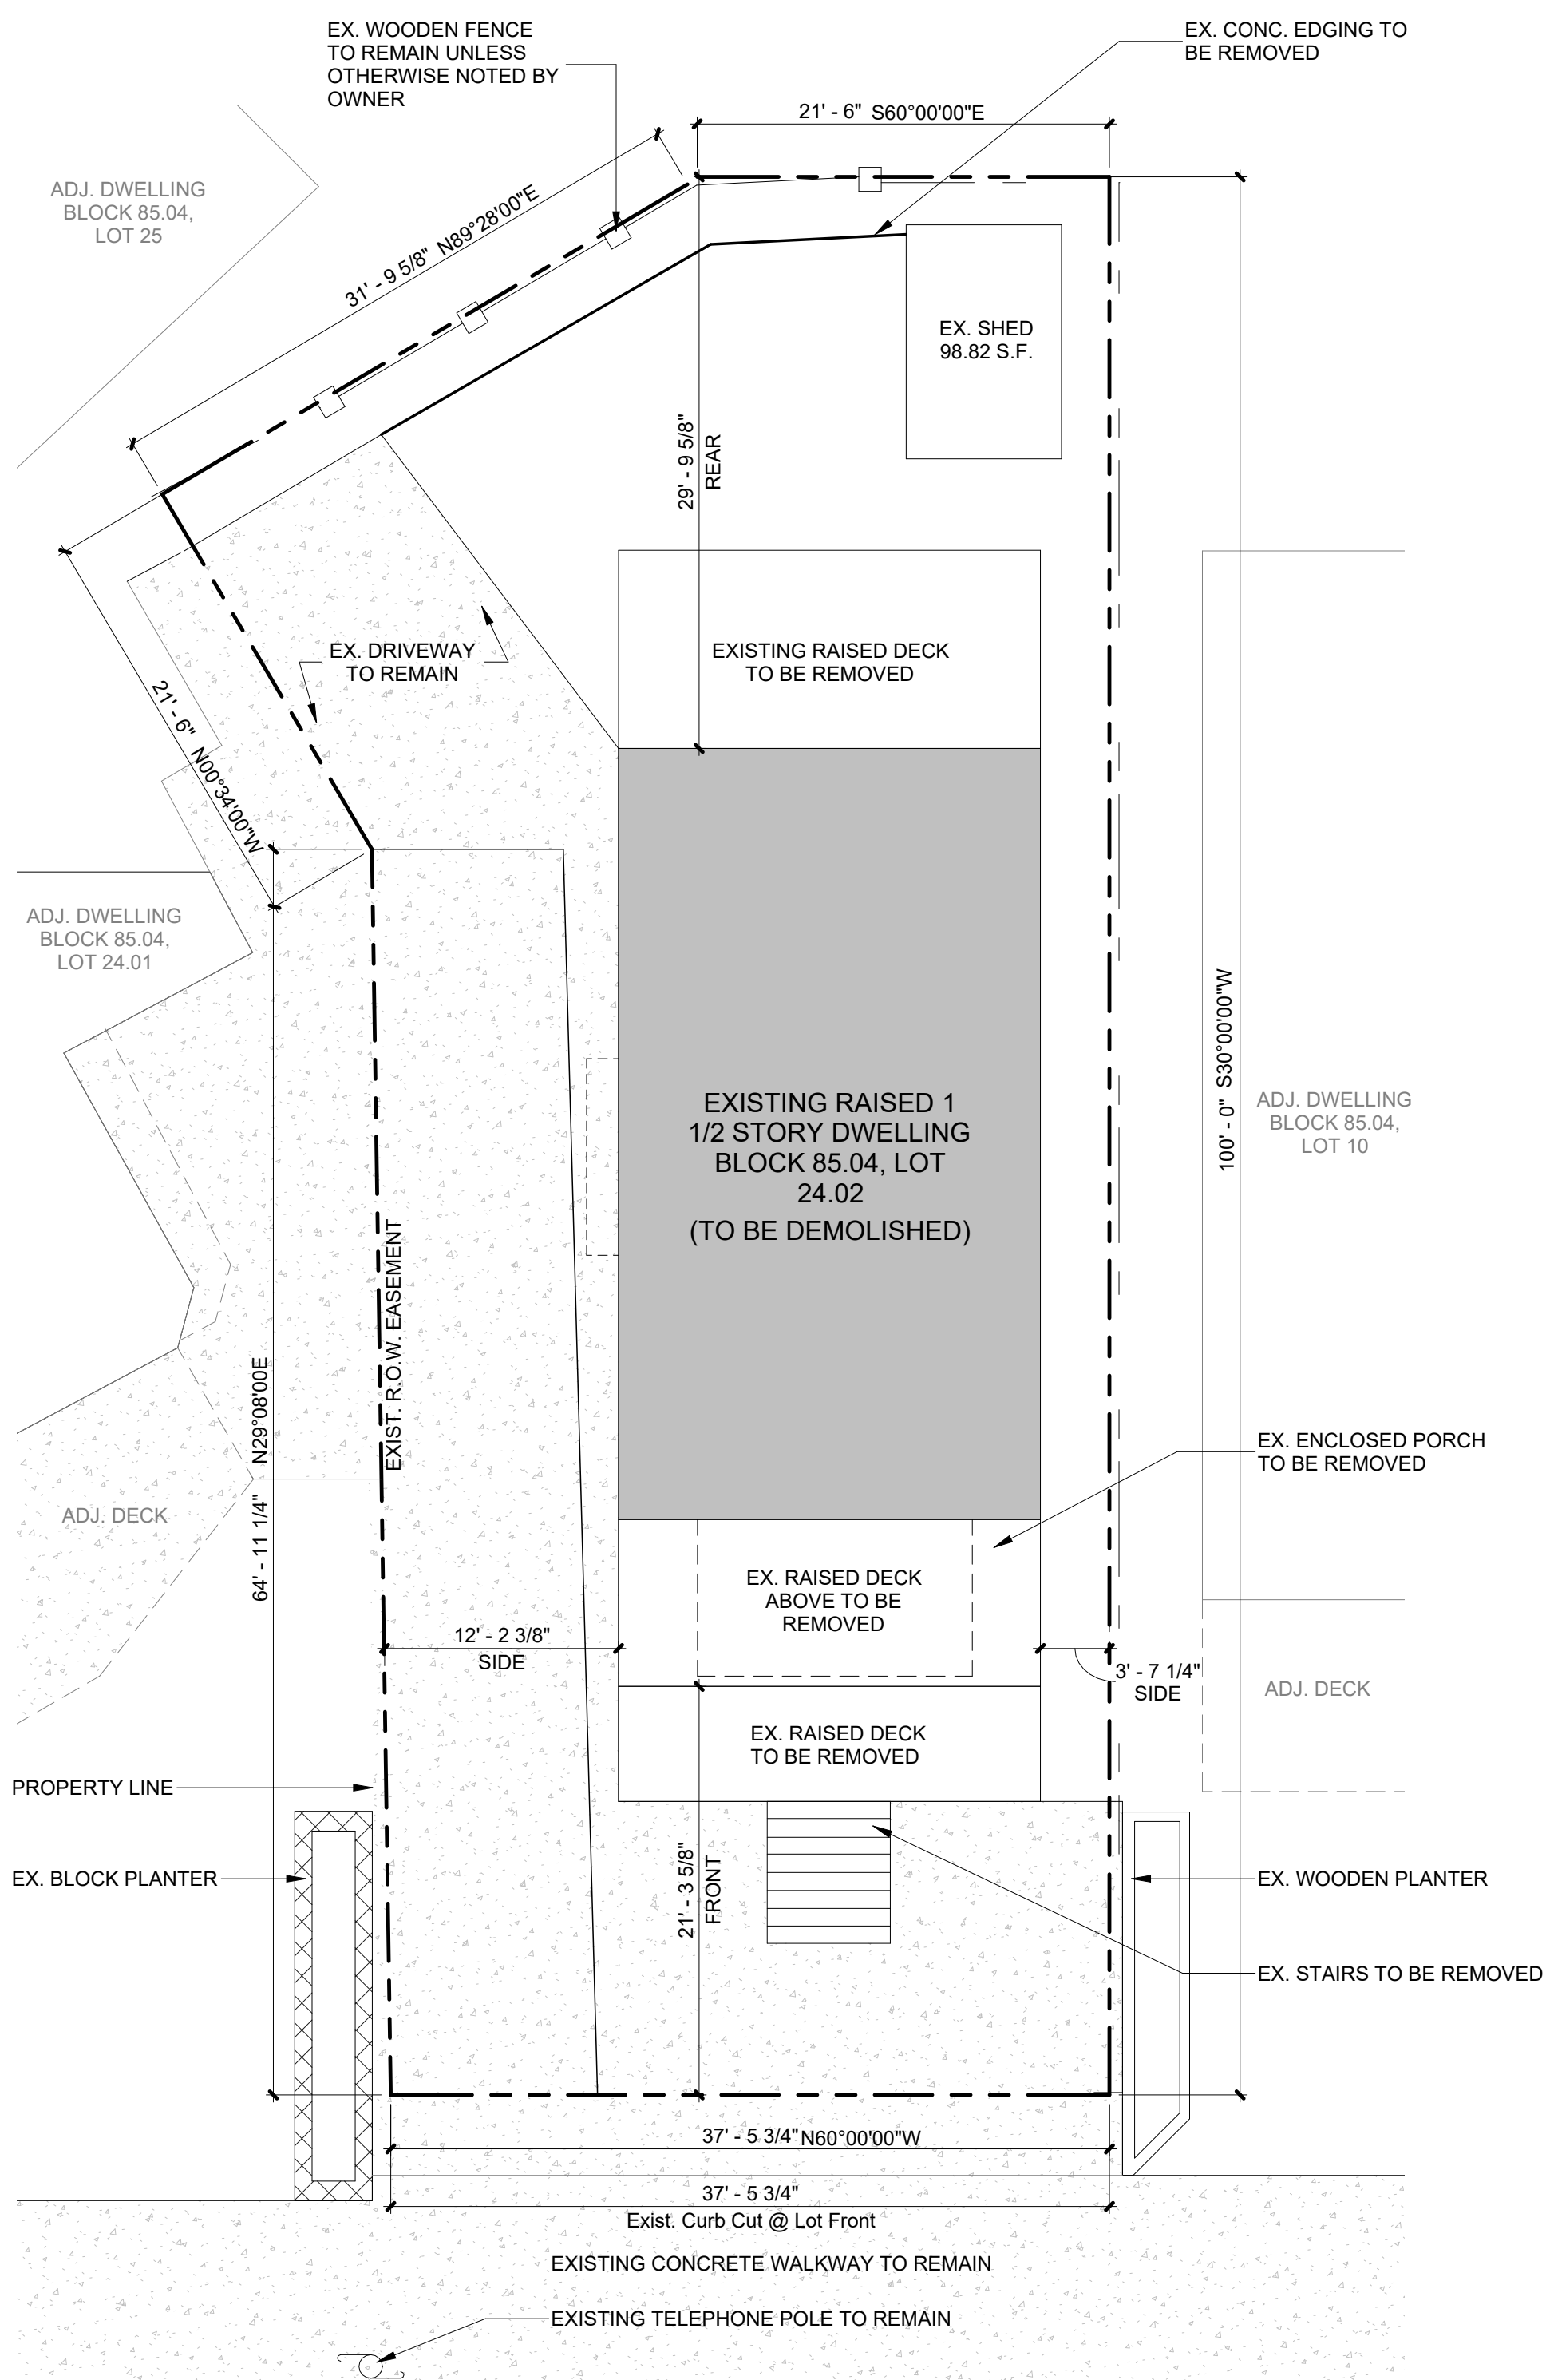 EX. WOODEN FENCE
TO REMAIN UNLESS
OTHERWISE NOTED BY
OWNER
EX. CONC. EDGING TO
BE REMOVED
21' - 6" S60°00'00"E
ADJ. DWELLING
BLOCK 85.04,
LOT 25
31' - 9 5/8" N89°28'00"E
EX. SHED
98.82 S.F.
29' - 9 5/8"
REAR
EX. DRIVEWAY
TO REMAIN
EXISTING RAISED DECK
TO BE REMOVED
21' - 6" N00°34'00"W
ADJ. DWELLING
BLOCK 85.04,
LOT 24.01
EXISTING RAISED 1
1/2 STORY DWELLING
BLOCK 85.04, LOT
24.02
(TO BE DEMOLISHED)
100' - 0" S30°00'00"W
ADJ. DWELLING
BLOCK 85.04,
LOT 10
EXIST. R.O.W. EASEMENT
64' - 11 1/4" N29°08'00E
EX. ENCLOSED PORCH
TO BE REMOVED
ADJ. DECK
EX. RAISED DECK
ABOVE TO BE
REMOVED
12' - 2 3/8"
SIDE
3' - 7 1/4"
SIDE
ADJ. DECK
EX. RAISED DECK
TO BE REMOVED
PROPERTY LINE
EX. BLOCK PLANTER
21' - 3 5/8"
FRONT
EX. WOODEN PLANTER
EX. STAIRS TO BE REMOVED
37' - 5 3/4" N60°00'00"W
37' - 5 3/4"
Exist. Curb Cut @ Lot Front
EXISTING CONCRETE WALKWAY TO REMAIN
EXISTING TELEPHONE POLE TO REMAIN